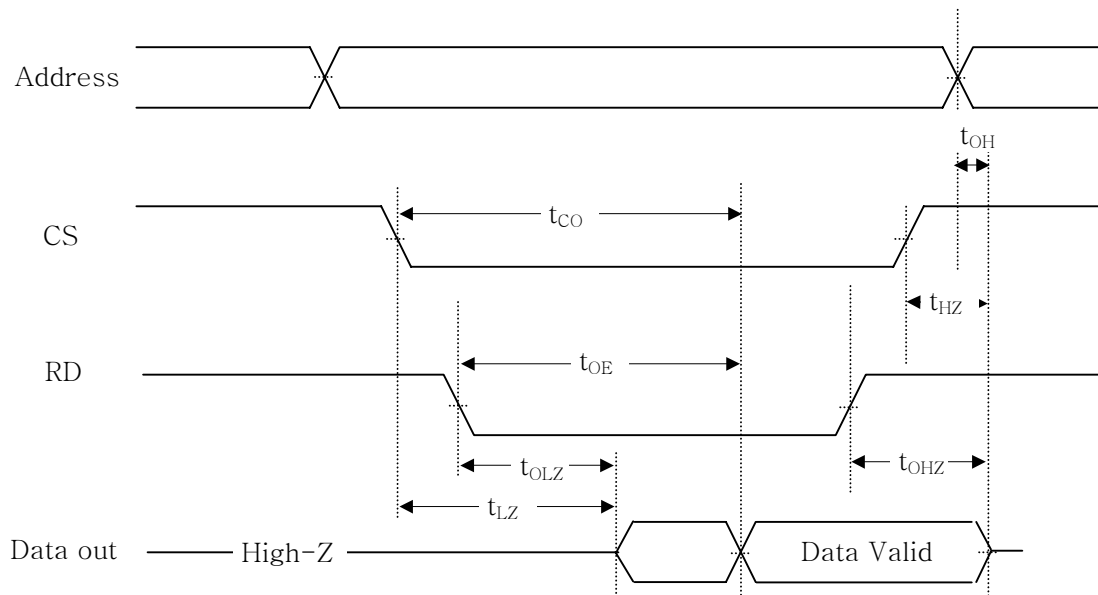 Address
tOH
tCO
CS
tHZ
tOE
RD
tOLZ
tOHZ
tLZ
Data out
High-Z
Data Valid